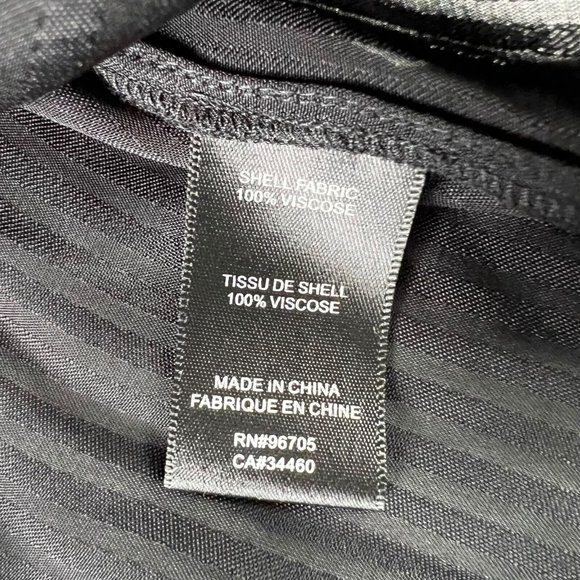 SHELL FABRIC
100% VISCOSE
TISSU DE SHELL
100% VISCOSE
MADE IN CHINA
FABRIQUE EN CHINE
RN#96705
CA#34460